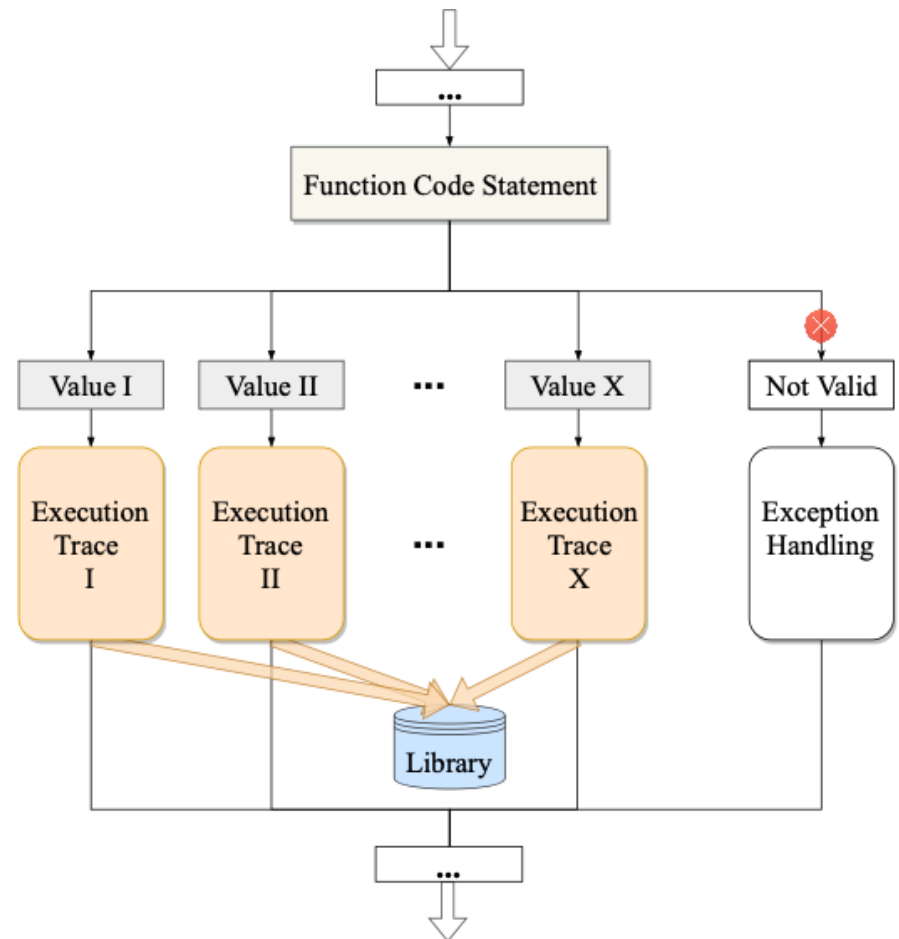 ...
Function Code Statement
Value I
Value II
...
Value X
Not Valid
Execution
Trace
I
Execution
Trace
II
...
Execution
Trace
X
Exception
Handling
Library
...